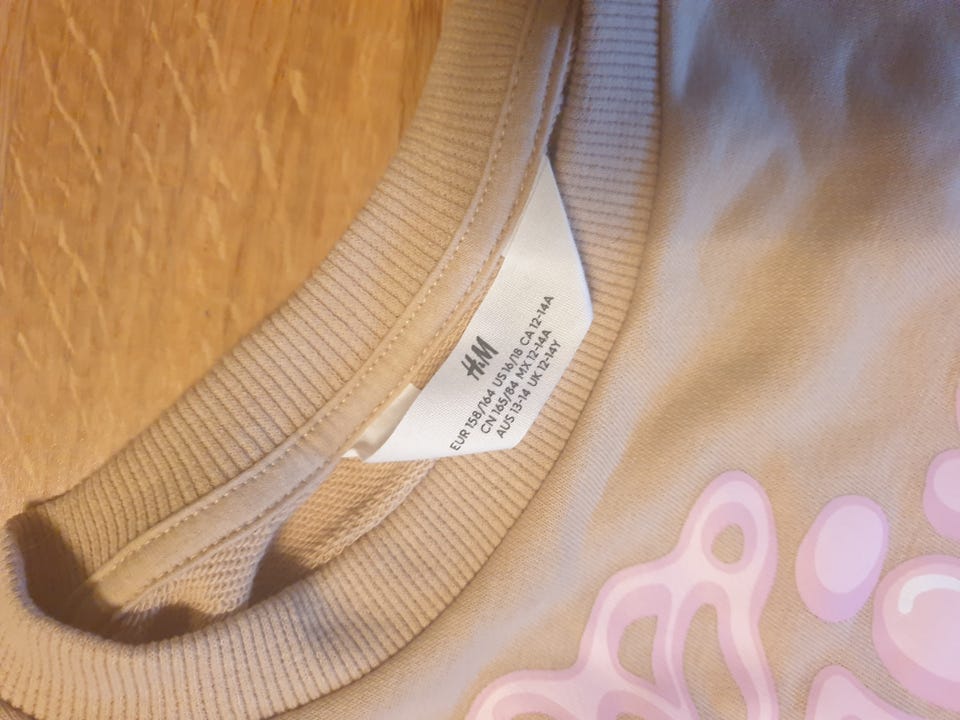 H&M
EUR 158/164 US 16/18 CA 12-14A
CN 165/84 MX 12-14A
AUS 13-14 UK 12-14Y